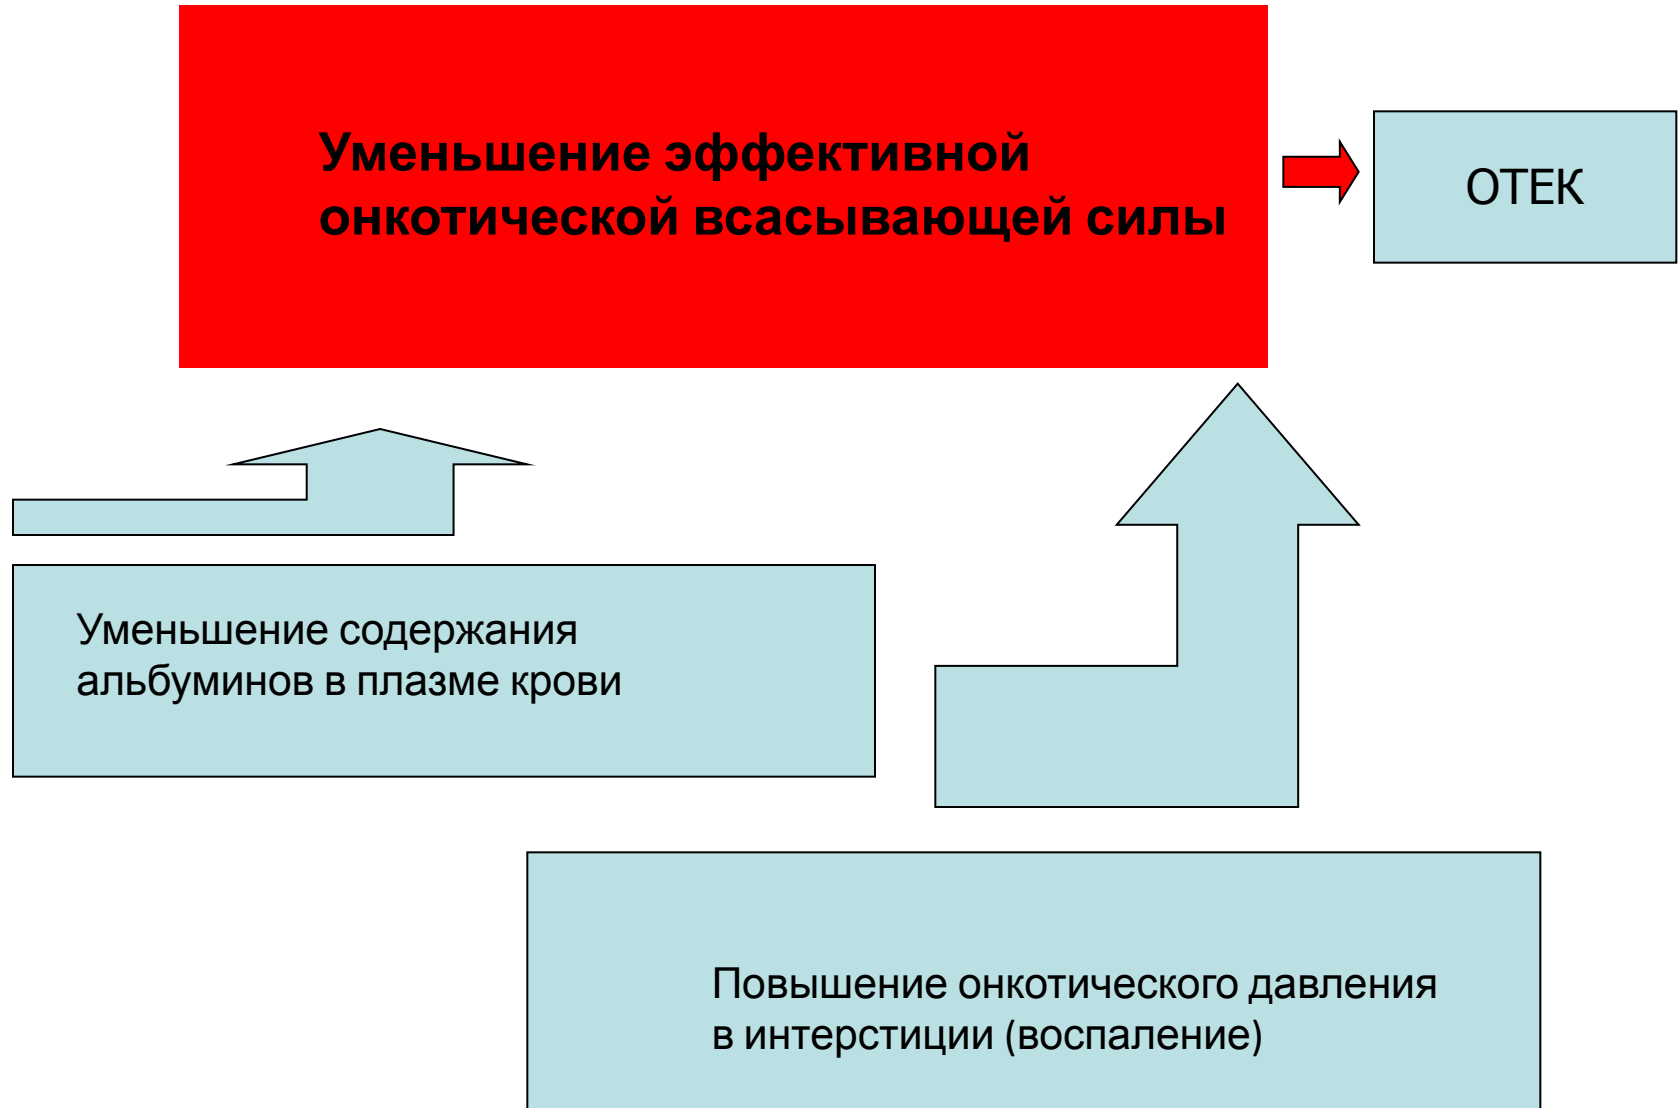 Уменьшение эффективной
онкотической всасывающей силы
ОТЕК
Уменьшение содержания
альбуминов в плазме крови
Повышение онкотического давления
в интерстиции (воспаление)